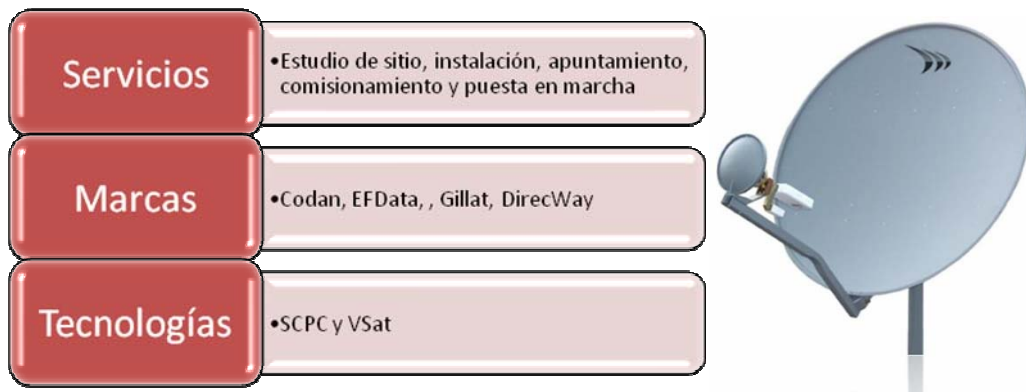 Servicios
•Estudio de sitio, instalación, apuntamiento,
comisionamiento y puesta en marcha
Marcas
•Codan, EFData, , Gillat, DirecWay
Tecnologías
•SCPC y VSat